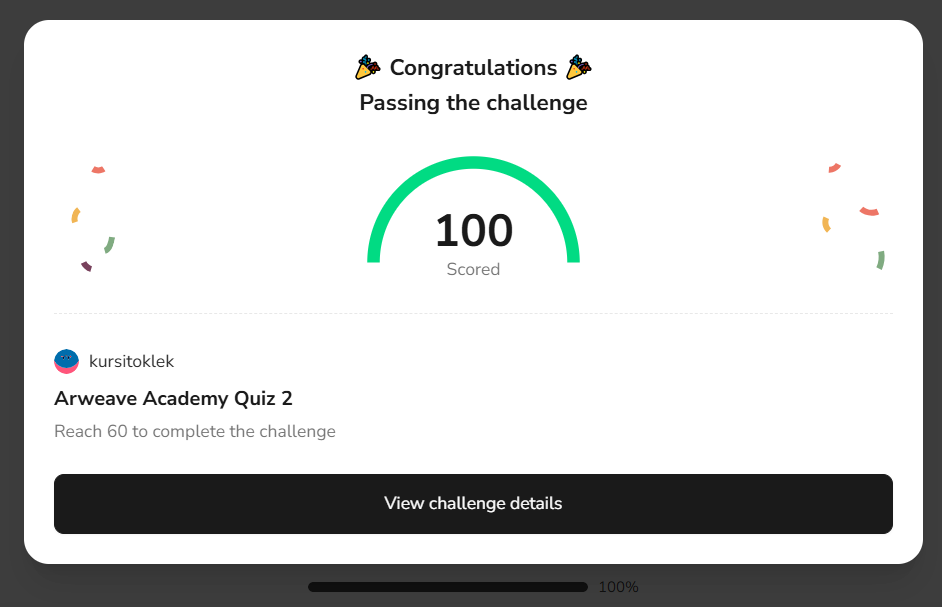 Congratulations
Passing the challenge
100
Scored
kursitoklek
Arweave Academy Quiz 2
Reach 60 to complete the challenge
View challenge details
100%